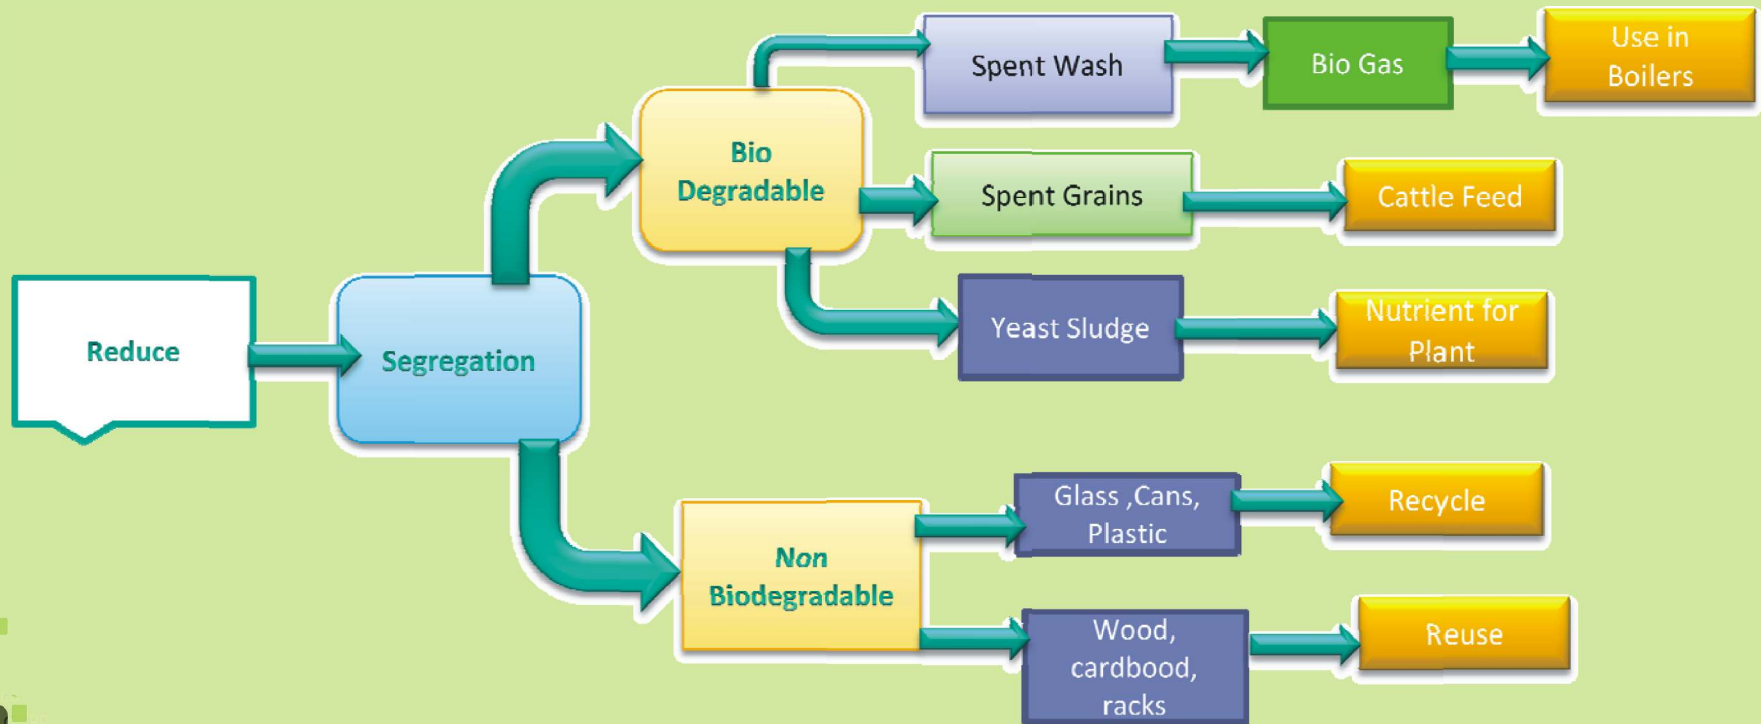 Reduce
Segregation
Bio
Degradable
Spent Wash
Bio Gas
Use in
Boilers
Spent Grains
Cattle Feed
Yeast Sludge
Nutrient for
Plant
Non
Biodegradable
Glass ,Cans,
Plastic
Recycle
Wood,
cardbood,
racks
Reuse